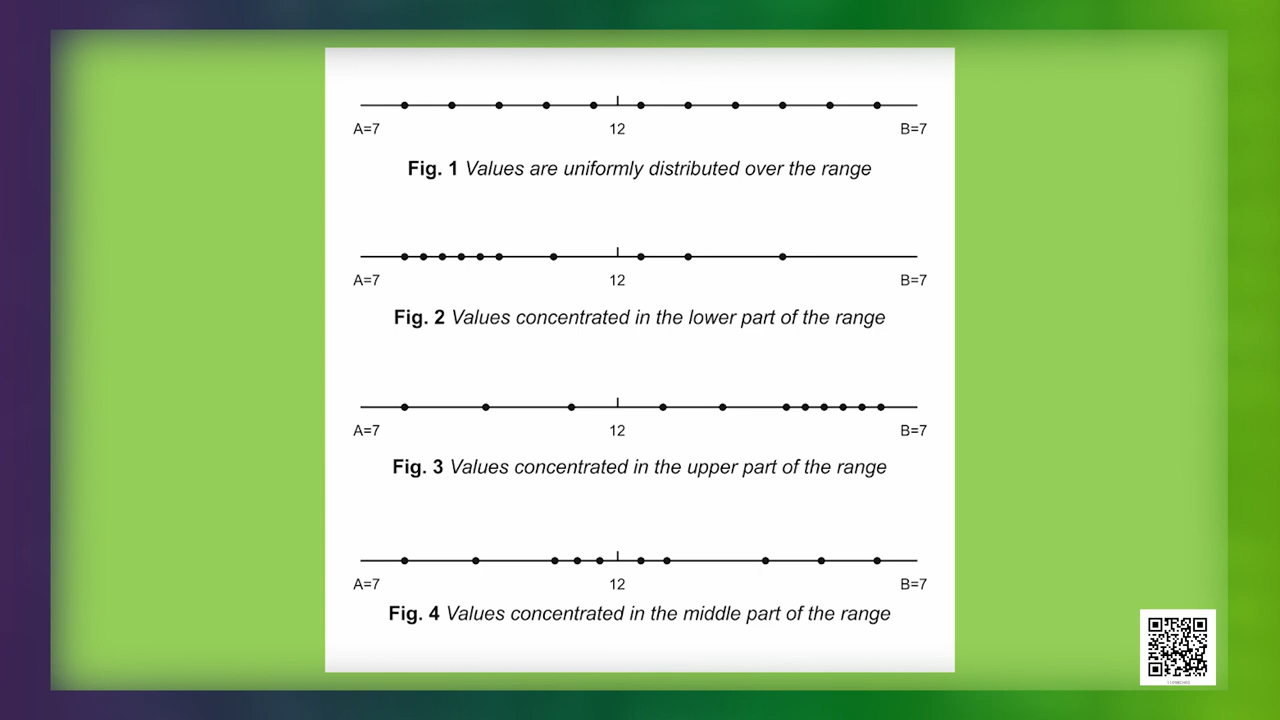 A=7 12 B=7
Fig. 1 Values are uniformly distributed over the range
A=7 12 B=7
Fig. 2 Values concentrated in the lower part of the range
A=7 12 B=7
Fig. 3 Values concentrated in the upper part of the range
A=7 12 B=7
Fig. 4 Values concentrated in the middle part of the range